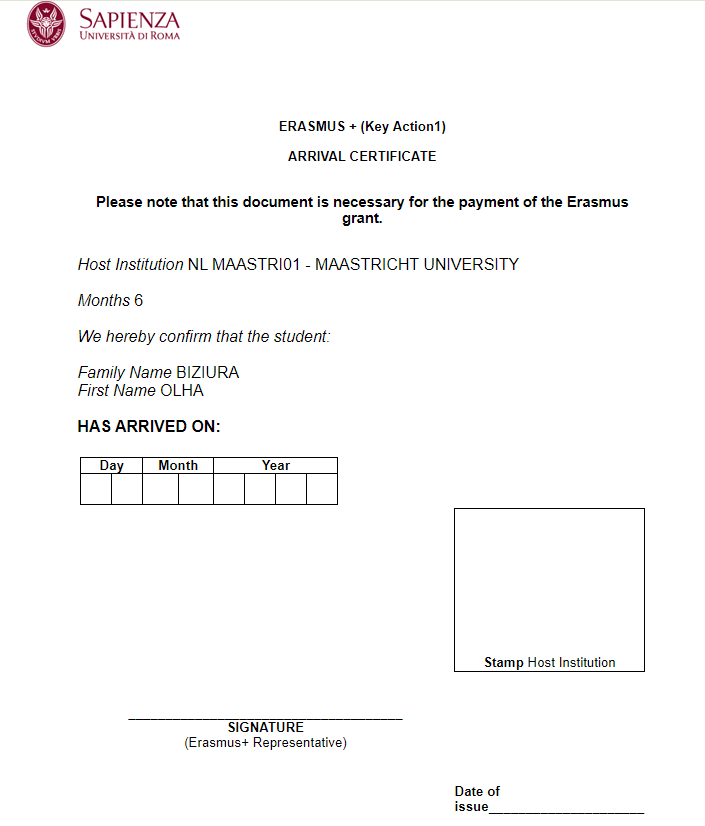 SAPIENZA
UNIVERSITÀ DI ROMA
ERASMUS + (Key Action1)
ARRIVAL CERTIFICATE
Please note that this document is necessary for the payment of the Erasmus
grant.
Host Institution NL MAASTRI01 - MAASTRICHT UNIVERSITY
Months 6
We hereby confirm that the student:
Family Name BIZIURA
First Name OLHA
HAS ARRIVED ON:
Day Month Year
Stamp Host Institution
SIGNATURE
(Erasmus+ Representative)
Date of
issue_____________________